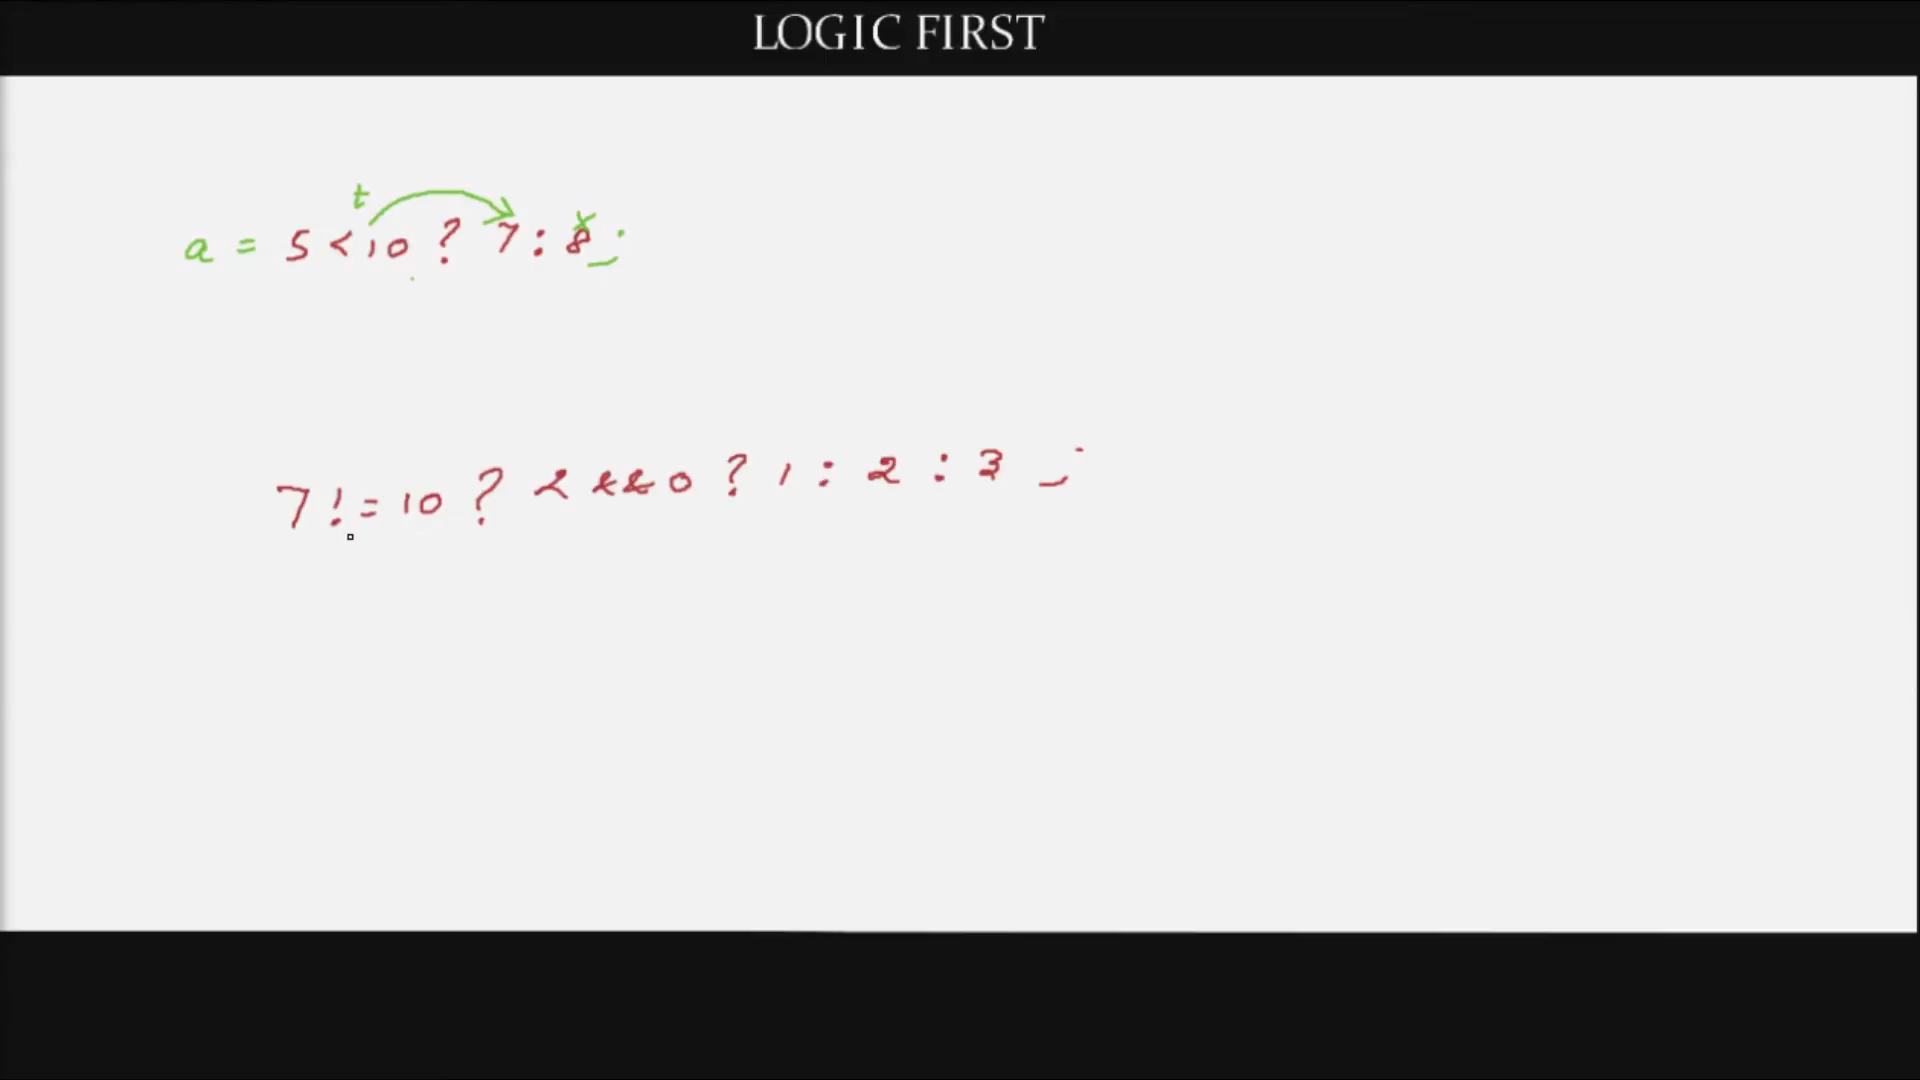 LOGIC FIRST
t x
a = 5 < 10 ? 7 : 8 ;
7 != 10 ? 2 && 0 ? 1 : 2 : 3 ;